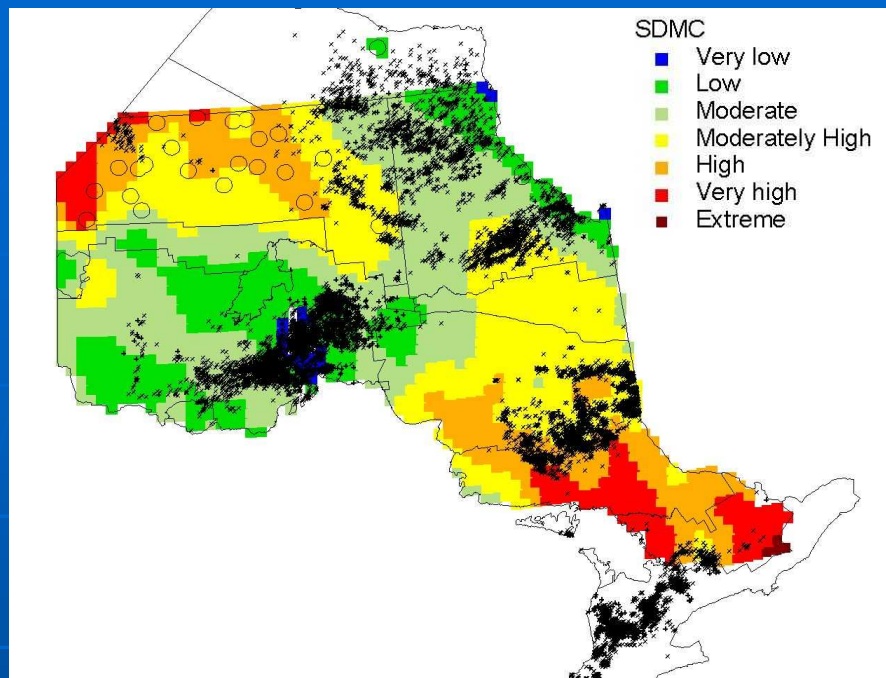 SDMC
Very low
Low
Moderate
Moderately High
High
Very high
Extreme